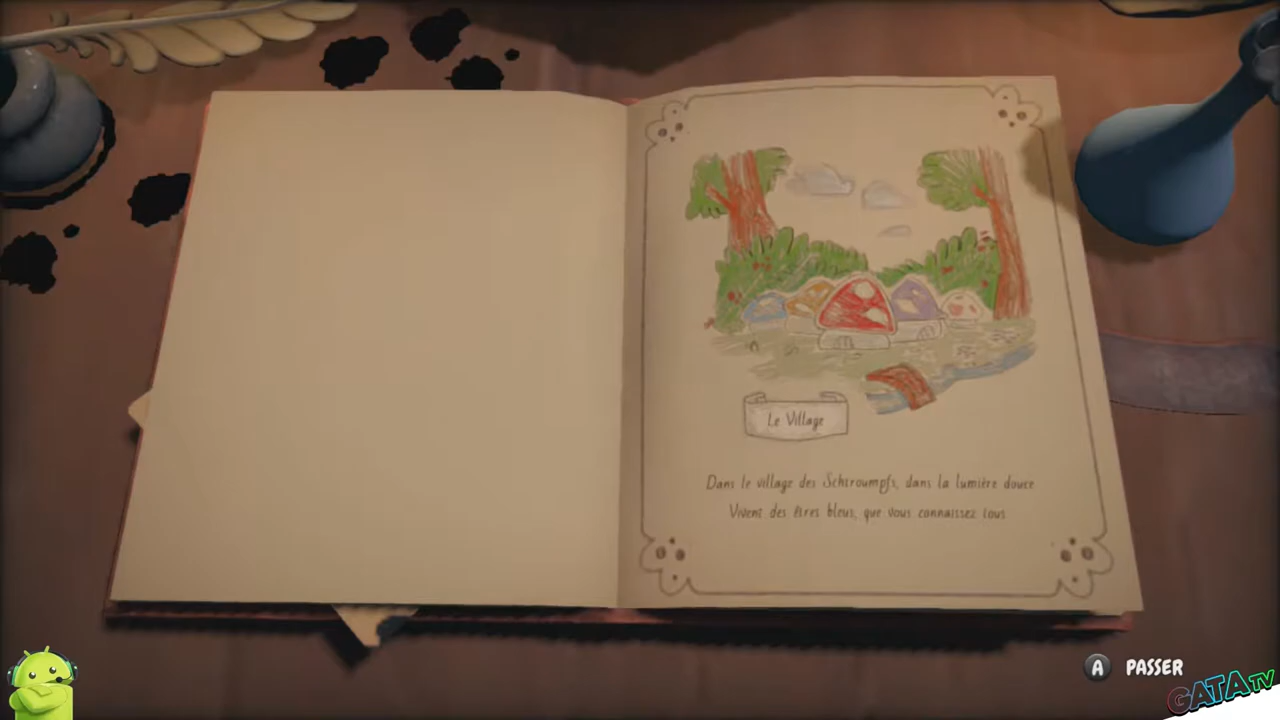 Le Village
Dans le village des Schtroumpfs, dans la lumière douce
Vivent des êtres bleus, que vous connaissez tous
A PASSER
GATA TV